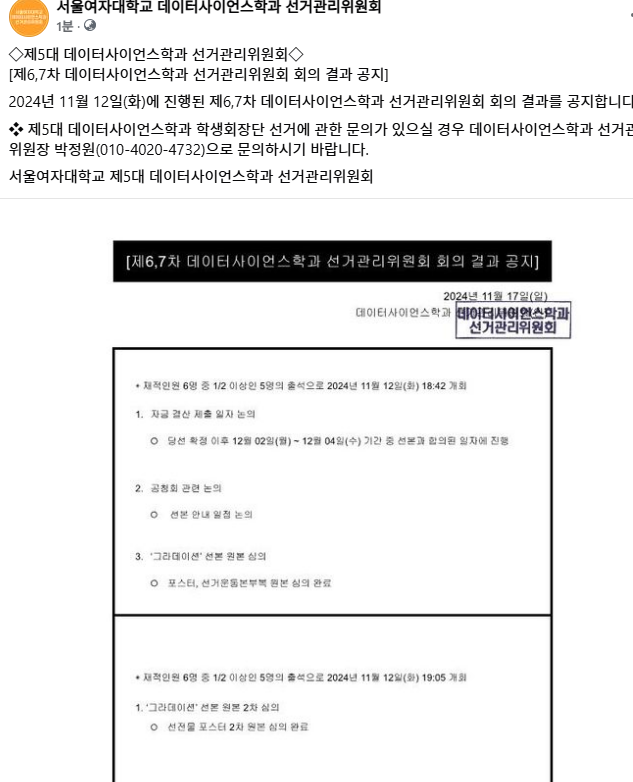 서울여자대학교 데이터사이언스학과 선거관리위원회
1분 ·
◇제5대 데이터사이언스학과 선거관리위원회◇
[제6,7차 데이터사이언스학과 선거관리위원회 회의 결과 공지]
2024년 11월 12일(화)에 진행된 제6,7차 데이터사이언스학과 선거관리위원회 회의 결과를 공지합니다
❖ 제5대 데이터사이언스학과 학생회장단 선거에 관한 문의가 있으실 경우 데이터사이언스학과 선거관
위원장 박정원(010-4020-4732)으로 문의하시기 바랍니다.
서울여자대학교 제5대 데이터사이언스학과 선거관리위원회
[제6,7차 데이터사이언스학과 선거관리위원회 회의 결과 공지]
2024년 11월 17일(일)
데이터사이언스학과
데이터사이언스학과
선거관리위원회
• 재적인원 6명 중 1/2 이상인 5명의 출석으로 2024년 11월 12일(화) 18:42 개회
1. 자금 결산 제출 일자 논의
○ 당선 확정 이후 12월 02일(월) ~ 12월 04일(수) 기간 중 선본과 합의된 일자에 진행
2. 공청회 관련 논의
○ 선본 안내 일정 논의
3. '그라데이션' 선본 원본 심의
○ 포스터, 선거운동본부복 원본 심의 완료
• 재적인원 6명 중 1/2 이상인 5명의 출석으로 2024년 11월 12일(화) 19:05 개회
1. '그라데이션' 선본 원본 2차 심의
○ 선전물 포스터 2차 원본 심의 완료